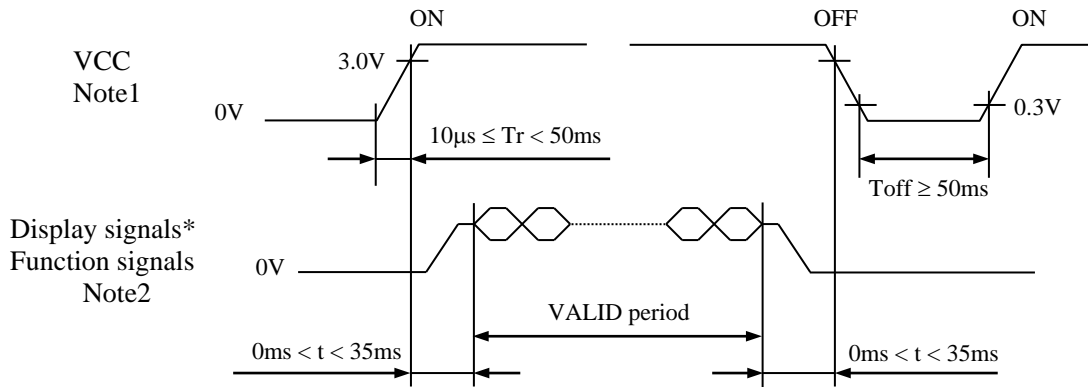 ON
OFF
ON
VCC
Note1
3.0V
0V
0.3V
10μs ≤ Tr < 50ms
Toff ≥ 50ms
Display signals*
Function signals
Note2
0V
VALID period
0ms < t < 35ms
0ms < t < 35ms